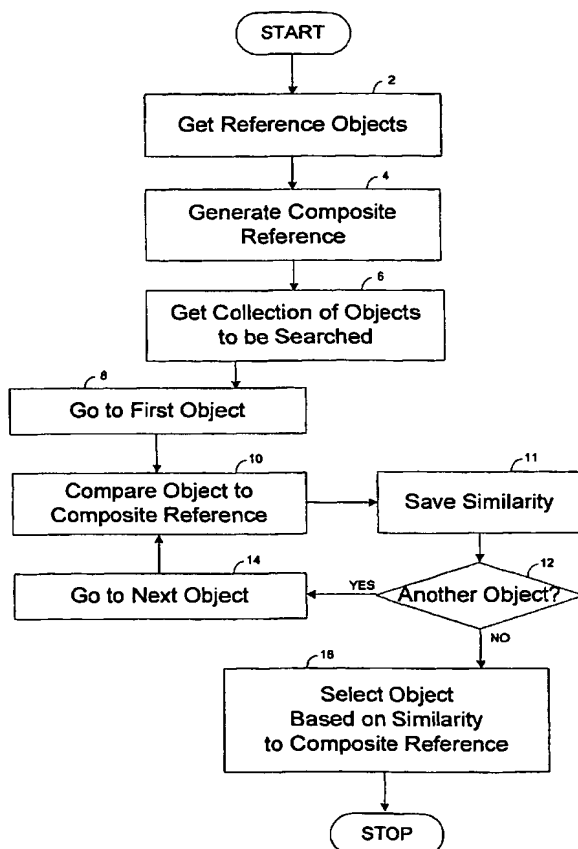 START
2
Get Reference Objects
4
Generate Composite
Reference
6
Get Collection of Objects
to be Searched
8
Go to First Object
10
Compare Object to
Composite Reference
11
Save Similarity
12
Another Object?
YES
14
Go to Next Object
NO
16
Select Object
Based on Similarity
to Composite Reference
STOP